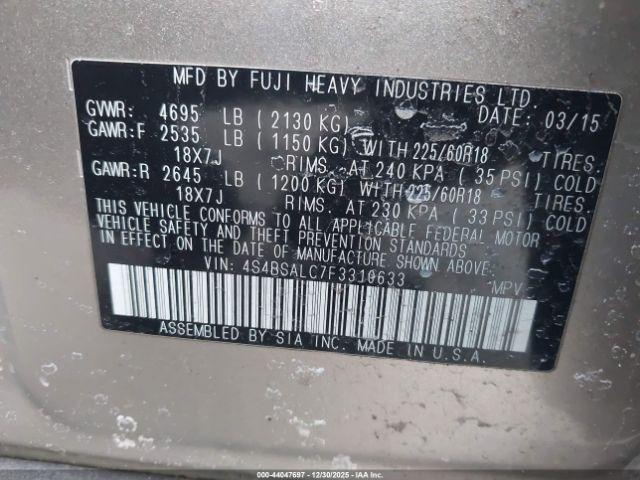 MFD BY FUJI HEAVY INDUSTRIES LTD.
GVWR: 4695 LB (2130 KG) DATE: 03/15
GAWR:F 2535 LB (1150 KG) WITH 225/60R18 TIRES.
18X7J RIMS. AT 240 KPA (35 PSI) COLD
GAWR:R 2645 LB (1200 KG) WITH 225/60R18 TIRES.
18X7J RIMS. AT 230 KPA (33 PSI) COLD
THIS VEHICLE CONFORMS TO ALL APPLICABLE FEDERAL MOTOR
VEHICLE SAFETY AND THEFT PREVENTION STANDARDS
IN EFFECT ON THE DATE OF MANUFACTURE SHOWN ABOVE.
VIN: 4S4BSALC7F3310633 MPV
ASSEMBLED BY SIA INC. MADE IN U.S.A.
000-44047697 • 12/30/2025 • copart.com